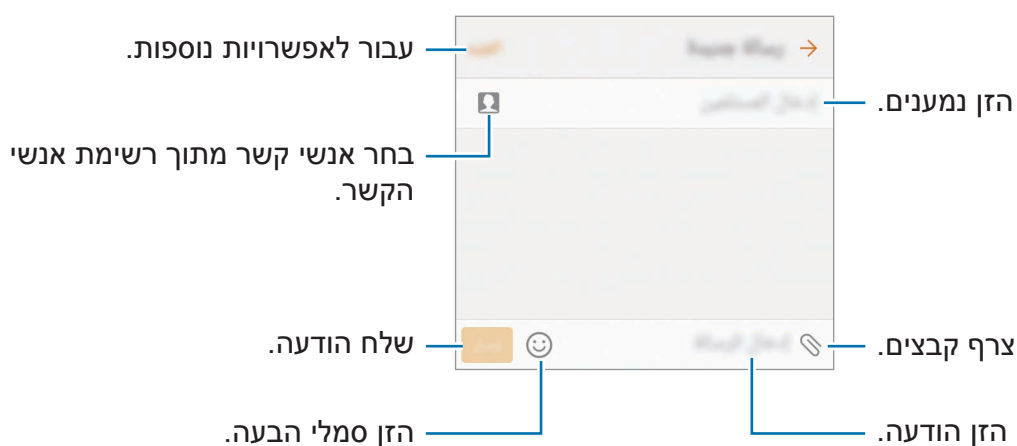 עבור לאפשרויות נוספות.
הזן נמענים.
בחר אנשי קשר מתוך רשימת אנשי
הקשר.
שלח הודעה.
צרף קבצים.
הזן סמלי הבעה.
הזן הודעה.